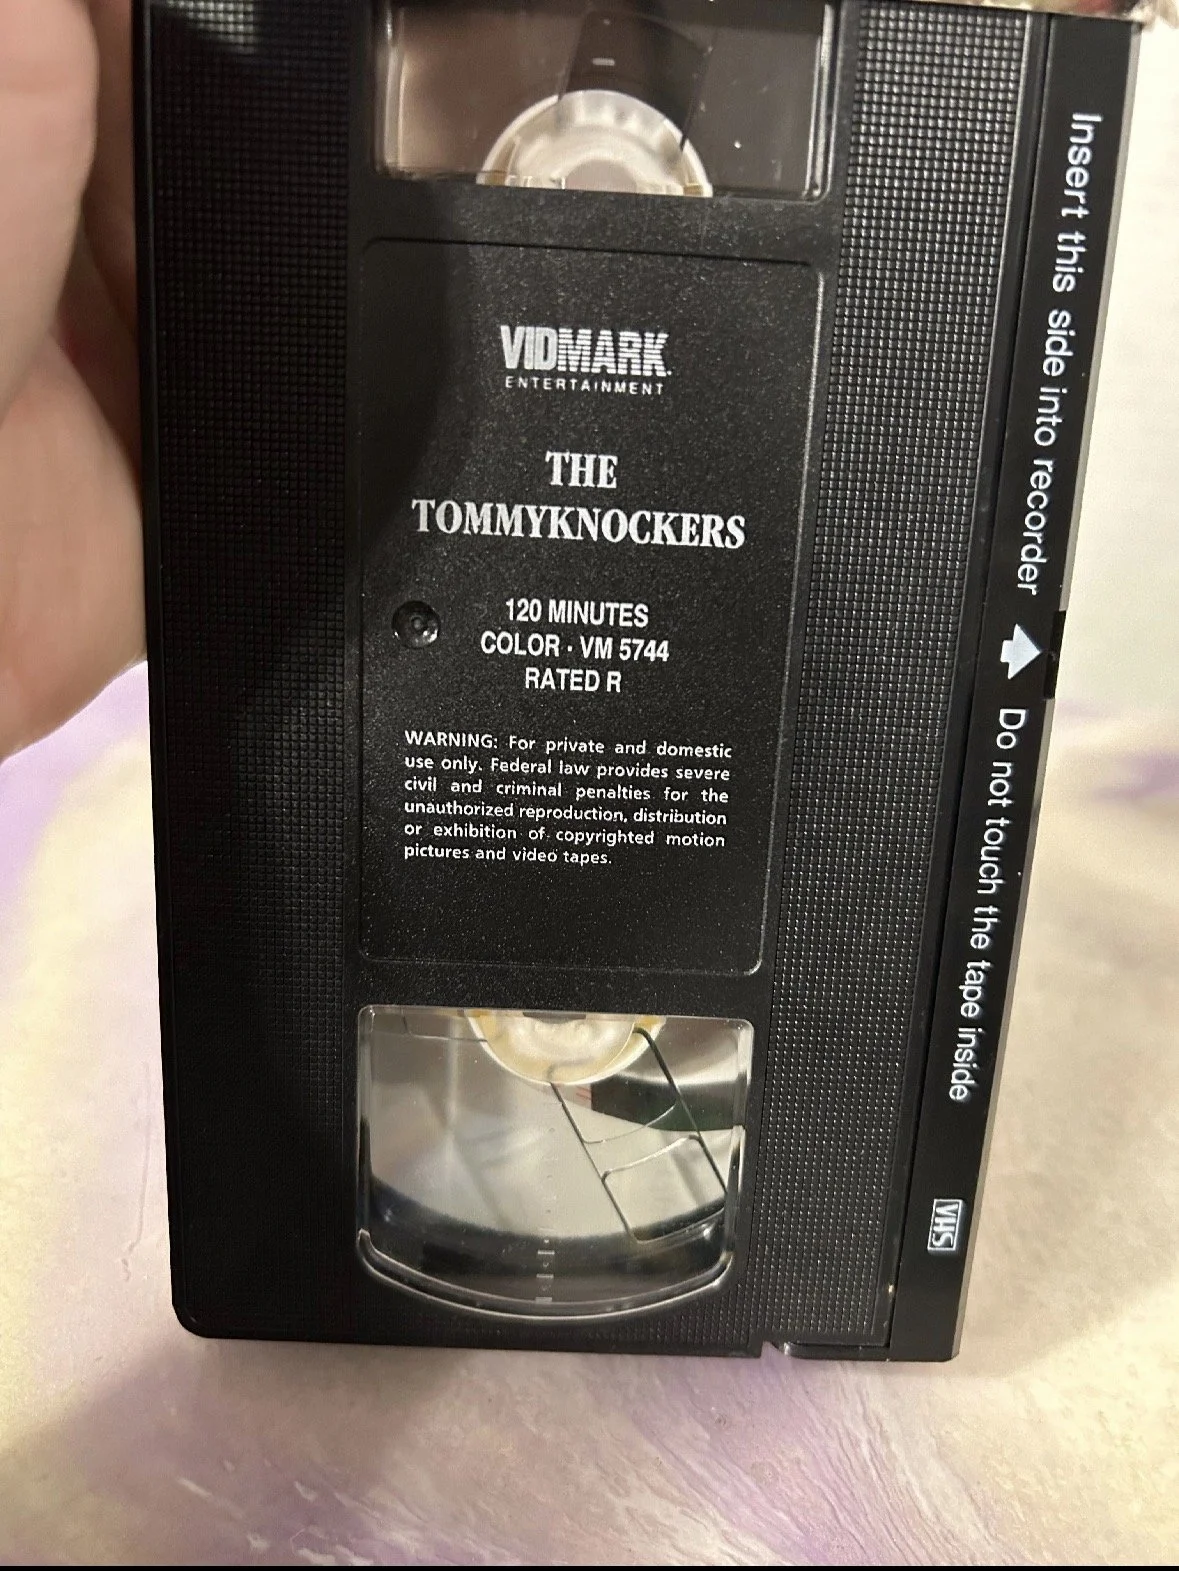 VIDMARK
ENTERTAINMENT
THE
TOMMYKNOCKERS
120 MINUTES
COLOR · VM 5744
RATED R
WARNING: For private and domestic
use only. Federal law provides severe
civil and criminal penalties for the
unauthorized reproduction, distribution
or exhibition of copyrighted motion
pictures and video tapes.
Insert this side into recorder Do not touch the tape inside
VHS